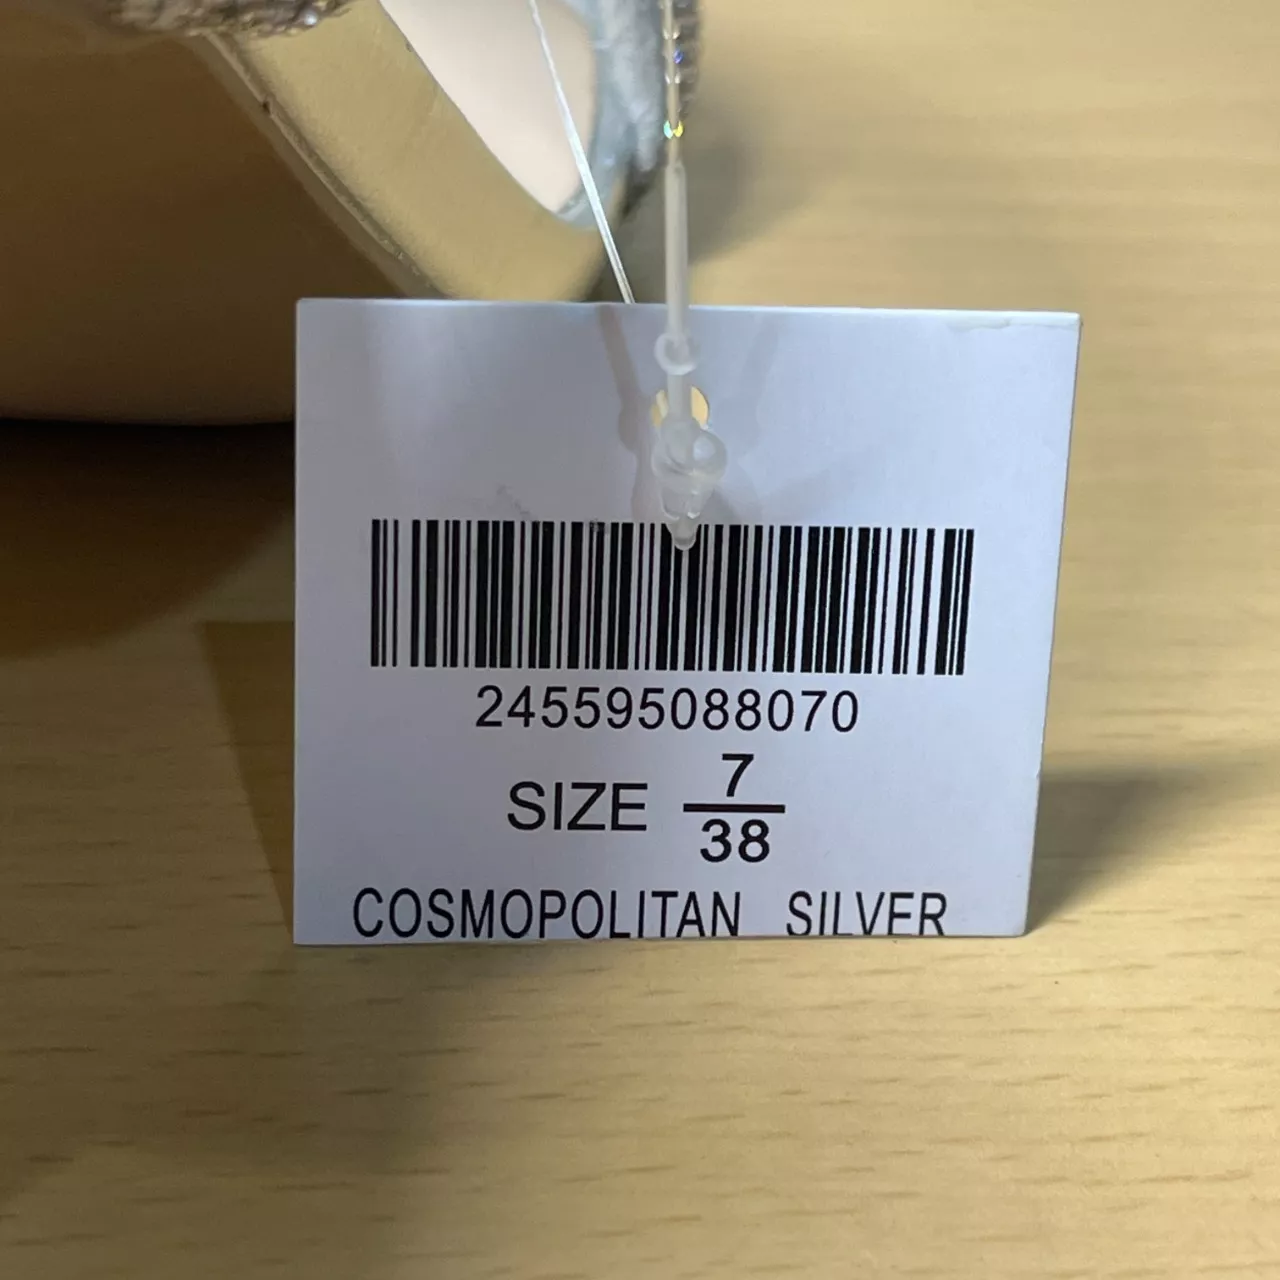 245595088070
SIZE 7/38
COSMOPOLITAN SILVER